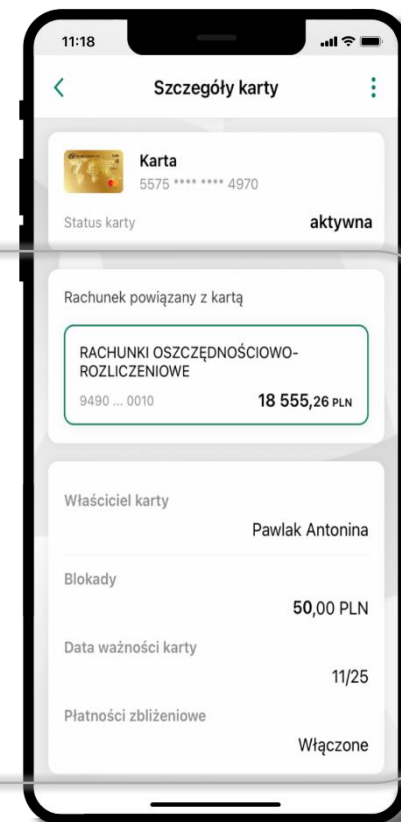 11:18
Szczegóły karty
Karta
5575 **** **** 4970
Status karty aktywna
Rachunek powiązany z kartą
RACHUNKI OSZCZĘDNOŚCIOWO-
ROZLICZENIOWE
9490 ... 0010 18 555,26 PLN
Właściciel karty
Pawlak Antonina
Blokady
50,00 PLN
Data ważności karty
11/25
Płatności zbliżeniowe
Włączone